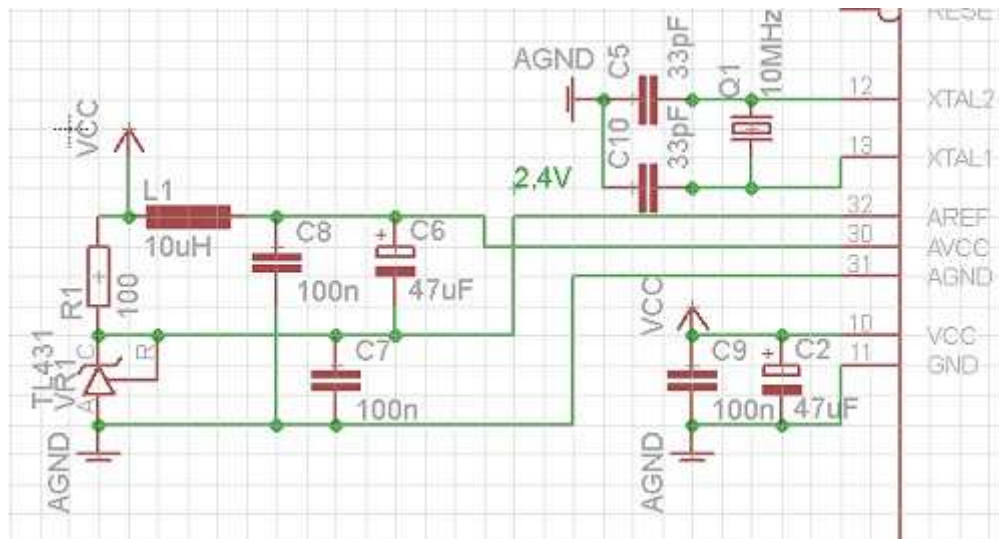 RESE
AGND
C5
33pF
Q1
10MHz
12
XTAL2
C10
33pF
13
XTAL1
VCC
L1
10uH
2,4V
32
AREF
30
AVCC
31
AGND
C8
100n
C6
47uF
R1
100
VCC
10
VCC
11
GND
TL431
VR1
C
R
A
C7
100n
C9
100n
C2
47uF
AGND
AGND